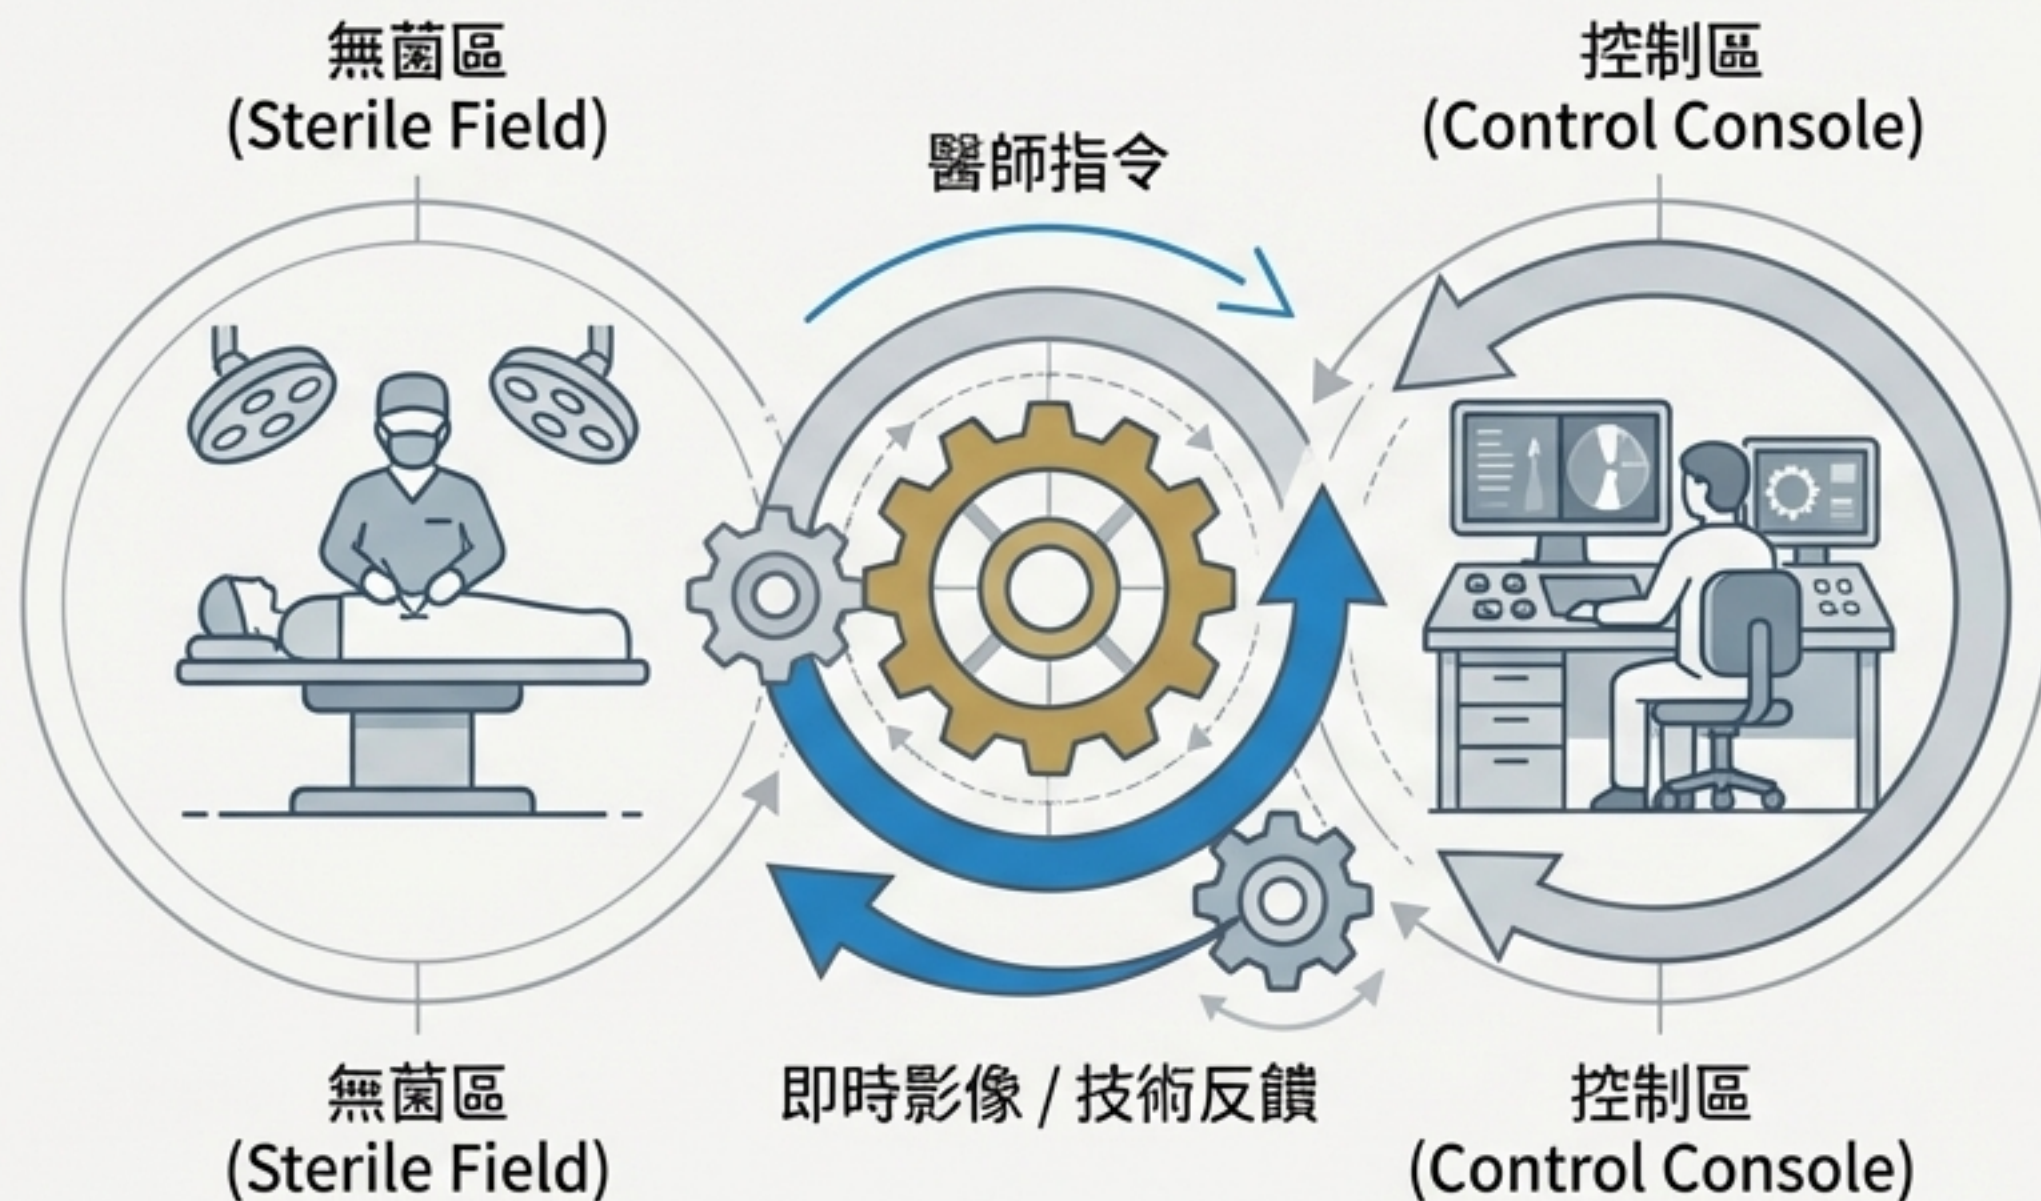 無菌區
(Sterile Field)
醫師指令
控制區
(Control Console)
無菌區
(Sterile Field)
即時影像 / 技術反饋
控制區
(Control Console)